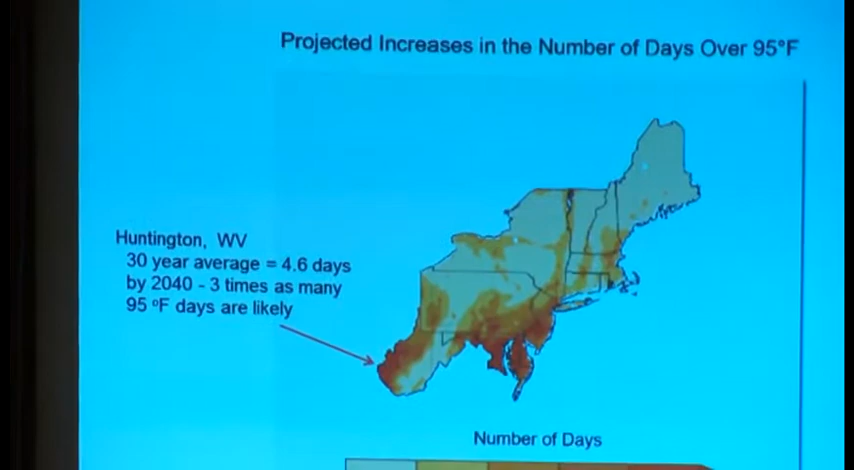 Projected Increases in the Number of Days Over 95°F
Huntington, WV
30 year average = 4.6 days
by 2040 - 3 times as many
95 °F days are likely
Number of Days